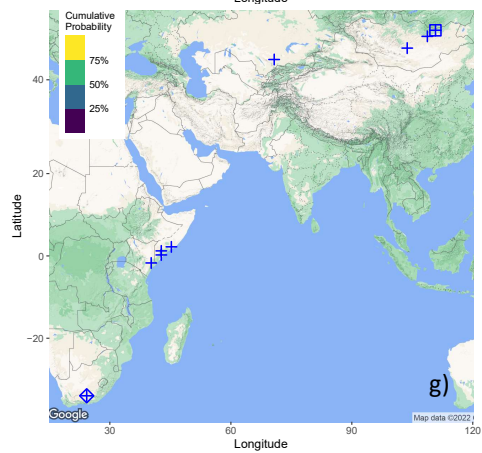 Longitude
Cumulative
Probability
75%
50%
25%
40
20
0
−20
Latitude
g)
Google
Map data ©2022
30
60
90
120
Longitude